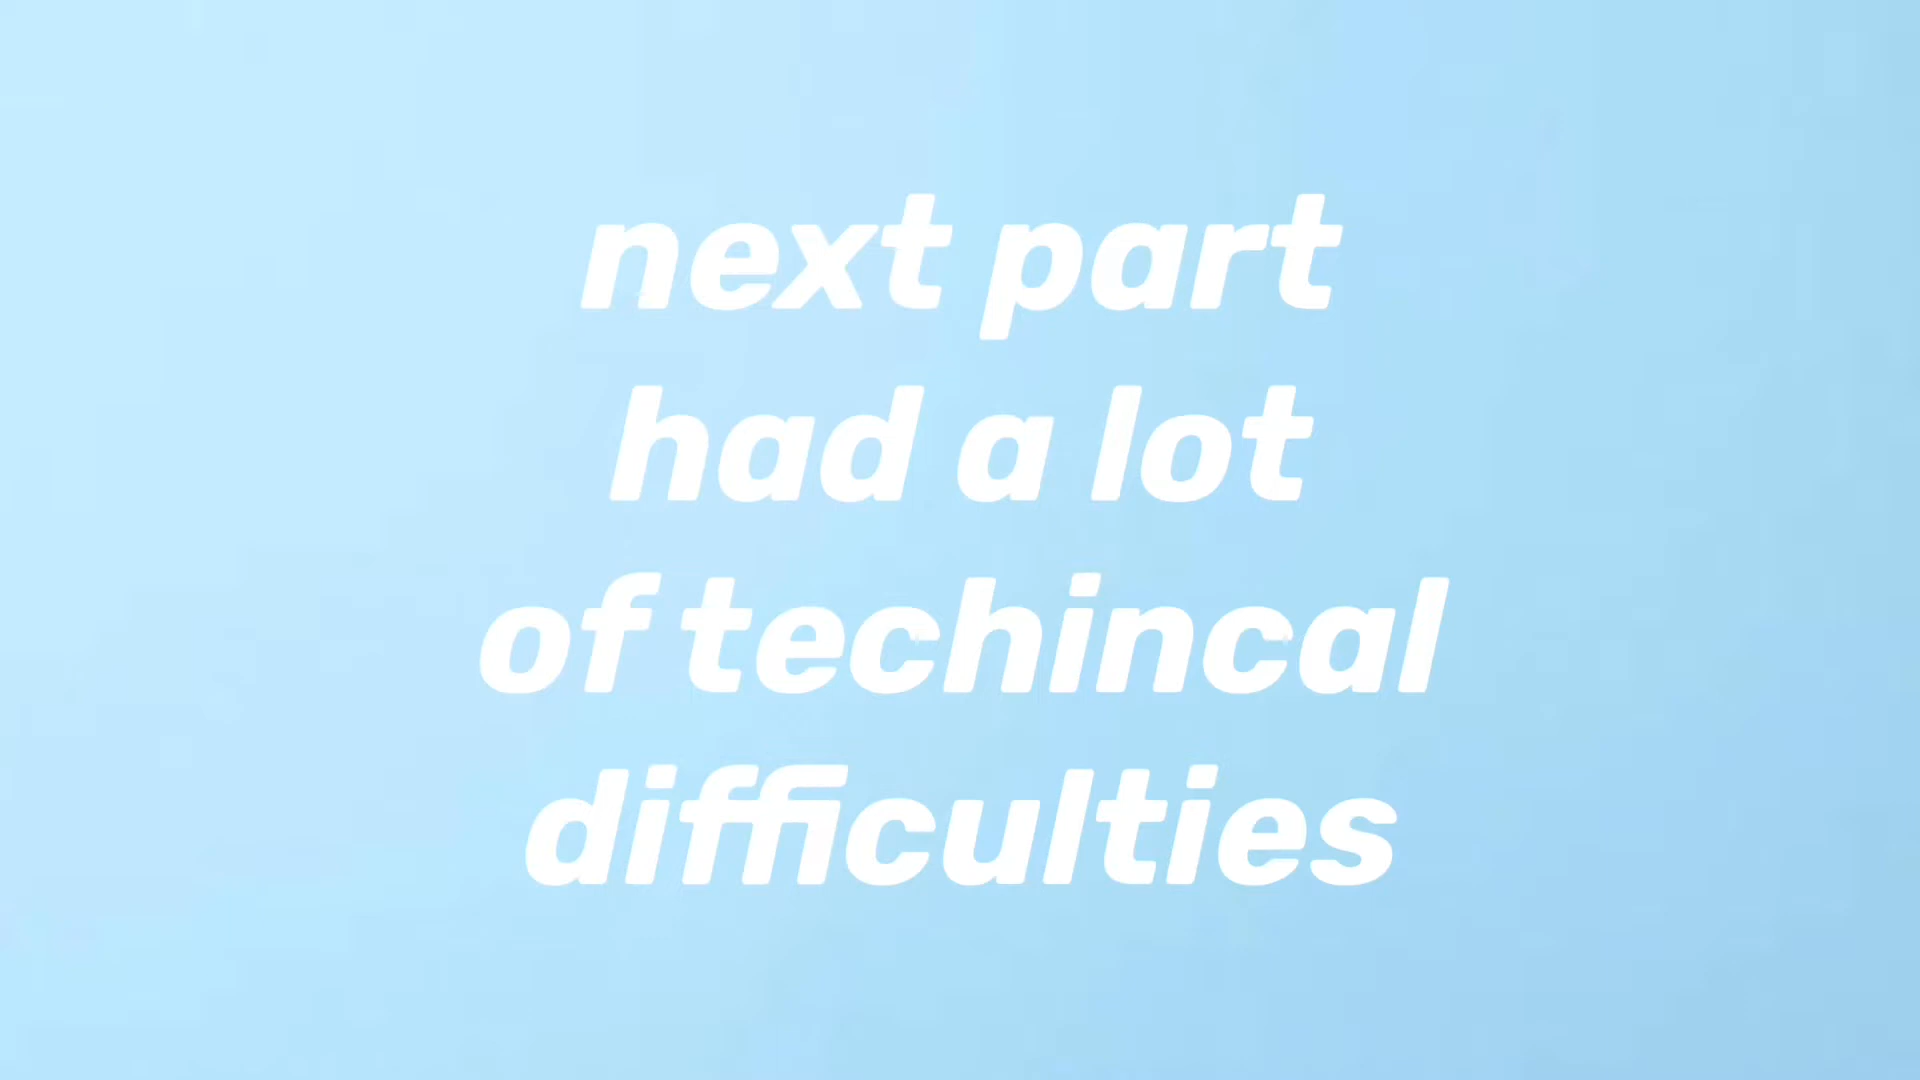 next part
had a lot
of techincal
difficulties